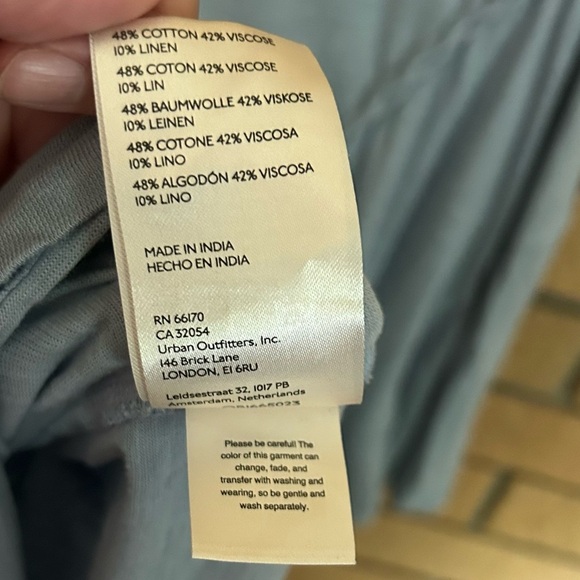 48% COTTON 42% VISCOSE
10% LINEN
48% COTON 42% VISCOSE
10% LIN
48% BAUMWOLLE 42% VISKOSE
10% LEINEN
48% COTONE 42% VISCOSA
10% LINO
48% ALGODÓN 42% VISCOSA
10% LINO
MADE IN INDIA
HECHO EN INDIA
RN 66170
CA 32054
Urban Outfitters, Inc.
146 Brick Lane
LONDON, E1 6RU
Leidsestraat 32, 1017 PB
Amsterdam, Netherlands
Please be careful! The
color of this garment can
change, fade, and
transfer with washing and
wearing, so be gentle and
wash separately.